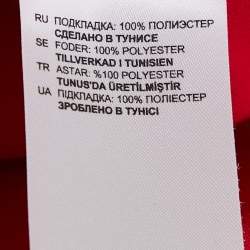 RU ПОДКЛАДКА: 100% ПОЛИЭСТЕР
СДЕЛАНО В ТУНИСЕ
SE FODER: 100% POLYESTER
TILLVERKAD I TUNISIEN
TR ASTAR: %100 POLYESTER
TUNUS'DA ÜRETİLMİŞTİR
UA ПІДКЛАДКА: 100% ПОЛІЕСТЕР
ЗРОБЛЕНО В ТУНІСІ